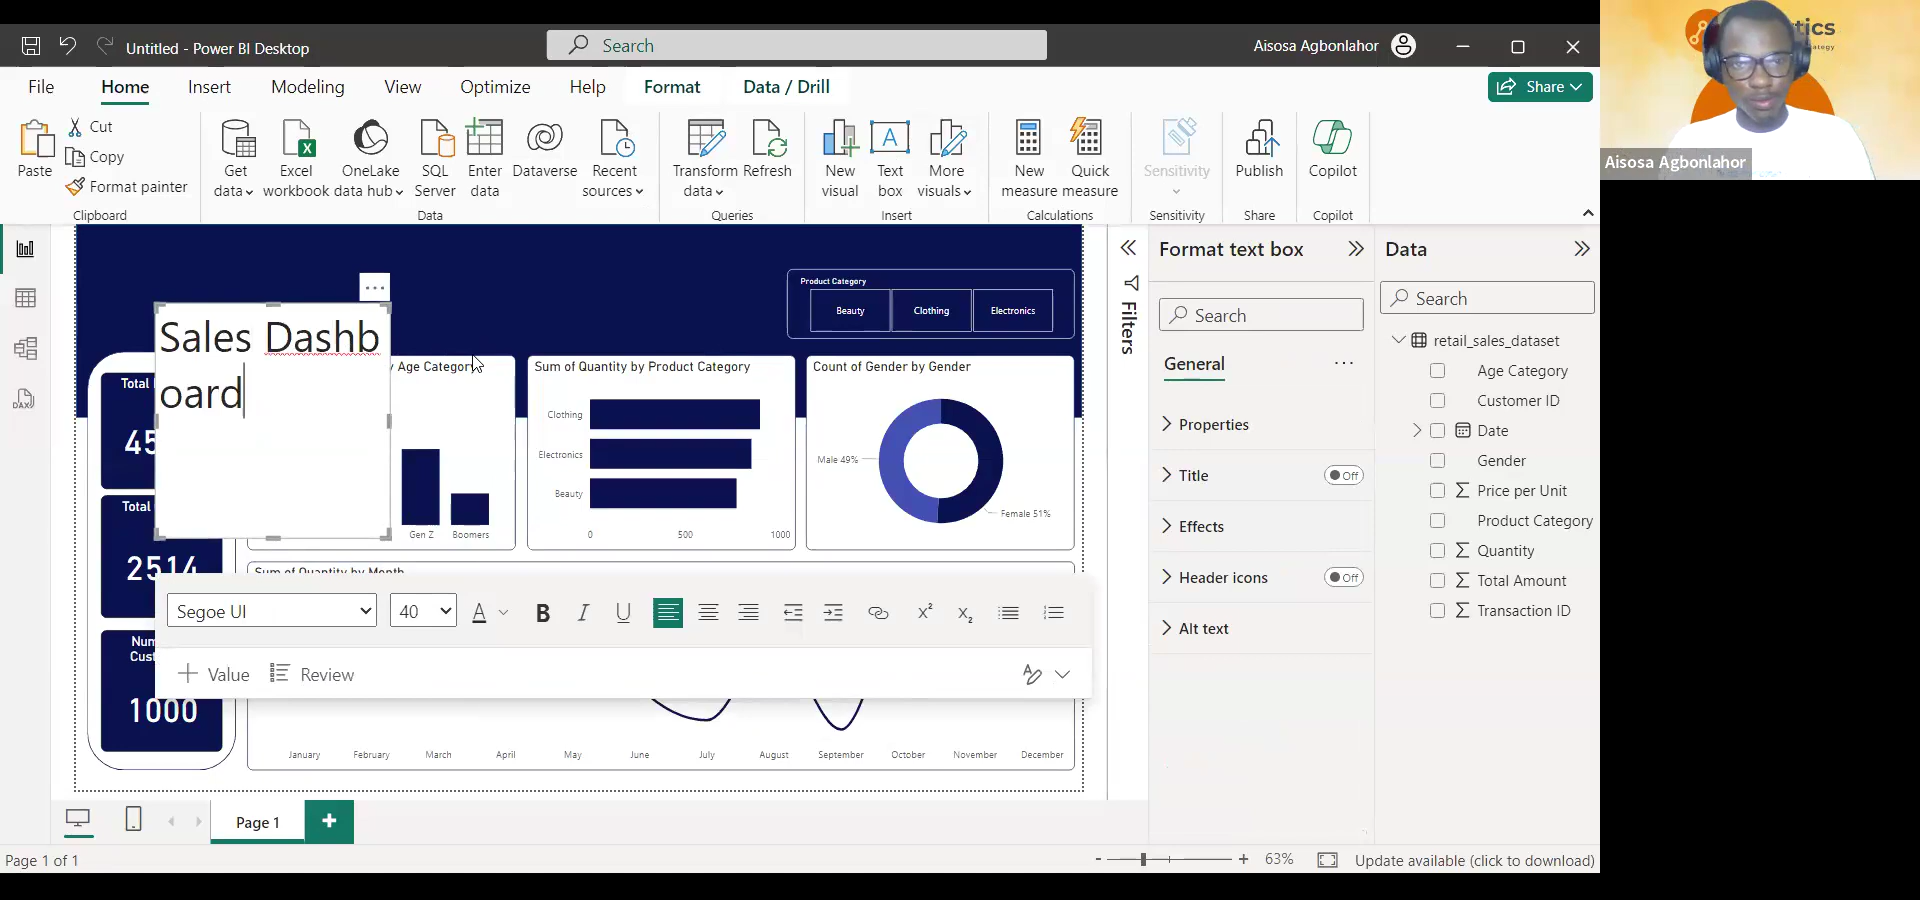 Untitled - Power BI Desktop
Search
Aisosa Agbonlahor
File
Home
Insert
Modeling
View
Optimize
Help
Format
Data / Drill
Share
Paste
Cut
Copy
Format painter
Clipboard
Get data
Excel workbook
OneLake data hub
SQL Server
Enter data
Dataverse
Recent sources
Data
Transform data
Refresh
Queries
New visual
Text box
More visuals
Insert
New measure
Quick measure
Calculations
Sensitivity
Sensitivity
Publish
Share
Copilot
Copilot
tics
Aisosa Agbonlahor
Product Category
Beauty
Clothing
Electronics
Sales Dashb
oard
Total
45
Total
2514
Num
Cust
1000
y Age Category
Gen Z
Boomers
Sum of Quantity by Product Category
Clothing
Electronics
Beauty
0
500
1000
Count of Gender by Gender
Male 49%
Female 51%
Sum of Quantity by Month
Segoe UI
40
A
B
I
U
Value
Review
January
February
March
April
May
June
July
August
September
October
November
December
Filters
Format text box
Search
General
Properties
Title
Off
Effects
Header icons
Off
Alt text
Data
Search
retail_sales_dataset
Age Category
Customer ID
Date
Gender
Price per Unit
Product Category
Quantity
Total Amount
Transaction ID
Page 1
Page 1 of 1
63%
Update available (click to download)